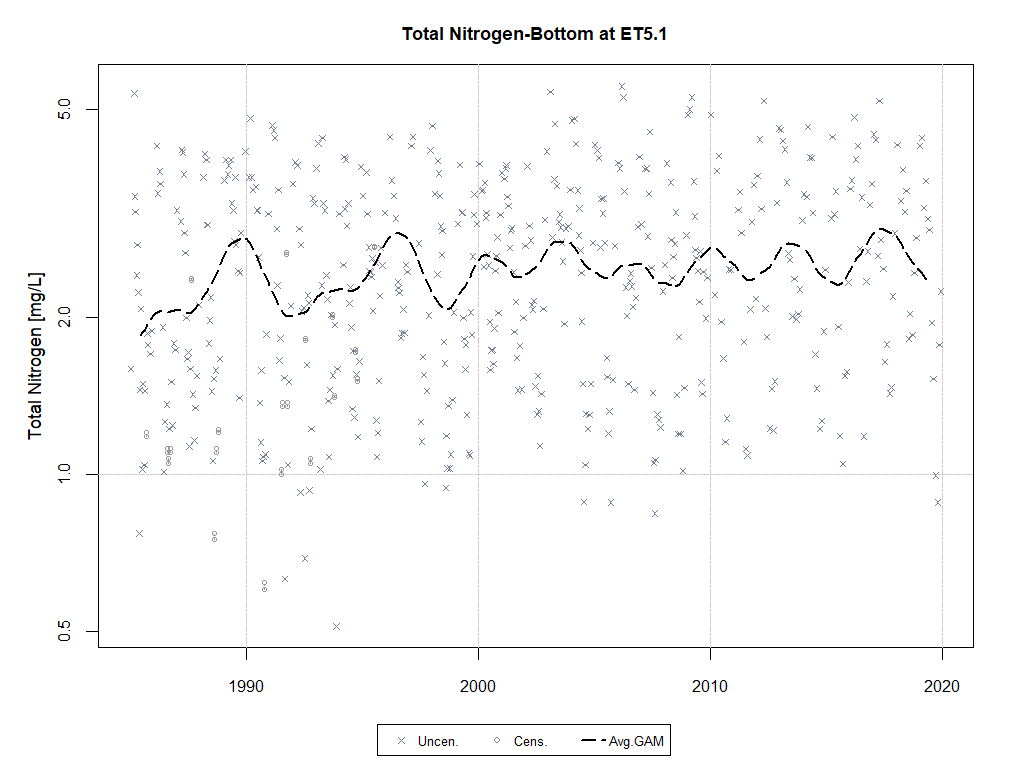 Total Nitrogen-Bottom at ET5.1
Total Nitrogen [mg/L]
5.0
2.0
1.0
0.5
1990 2000 2010 2020
Uncen. Cens. Avg.GAM